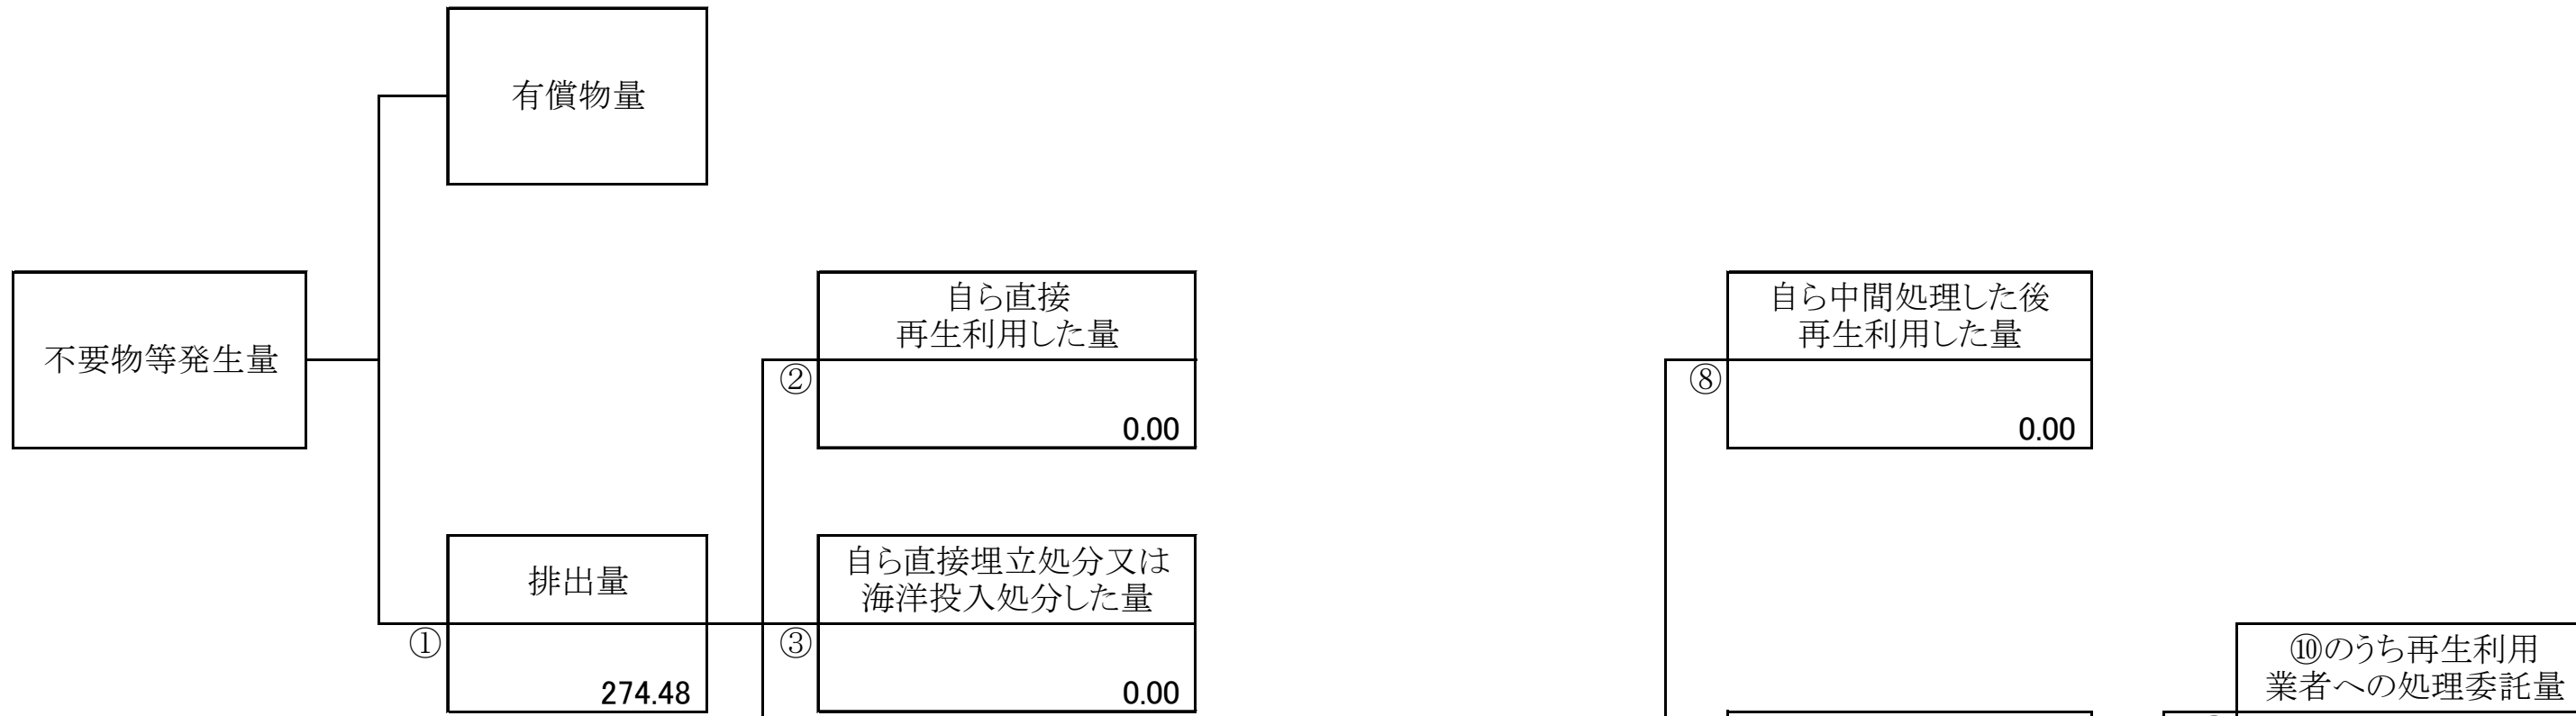 有償物量
不要物等発生量
自ら直接
再生利用した量
②
0.00
自ら中間処理した後
再生利用した量
⑧
0.00
排出量
①
274.48
自ら直接埋立処分又は
海洋投入処分した量
③
0.00
⑩のうち再生利用
業者への処理委託量